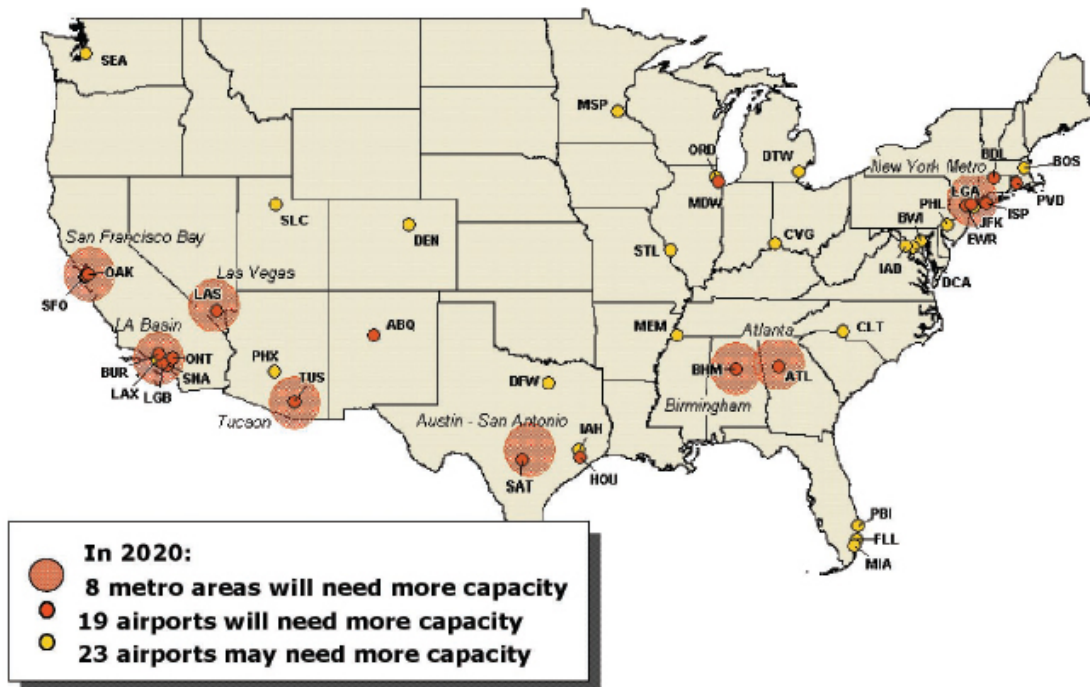 SEA
MSP
ORD
DTW
BDL
BOS
New York Metro
LGA
SLC
MDW
PHL
ISP
PVD
JFK
DEN
BWI
EWR
San Francisco Bay
CVG
STL
OAK
Las Vegas
IAD
DCA
SFO
LAS
LA Basin
ABQ
MEM
Atlanta
CLT
BUR
ONT
PHX
LAX
SNA
TUS
DFW
BHM
ATL
LGB
Tucson
Austin - San Antonio
Birmingham
IAH
SAT
HOU
PBI
FLL
MIA
In 2020:
8 metro areas will need more capacity
19 airports will need more capacity
23 airports may need more capacity